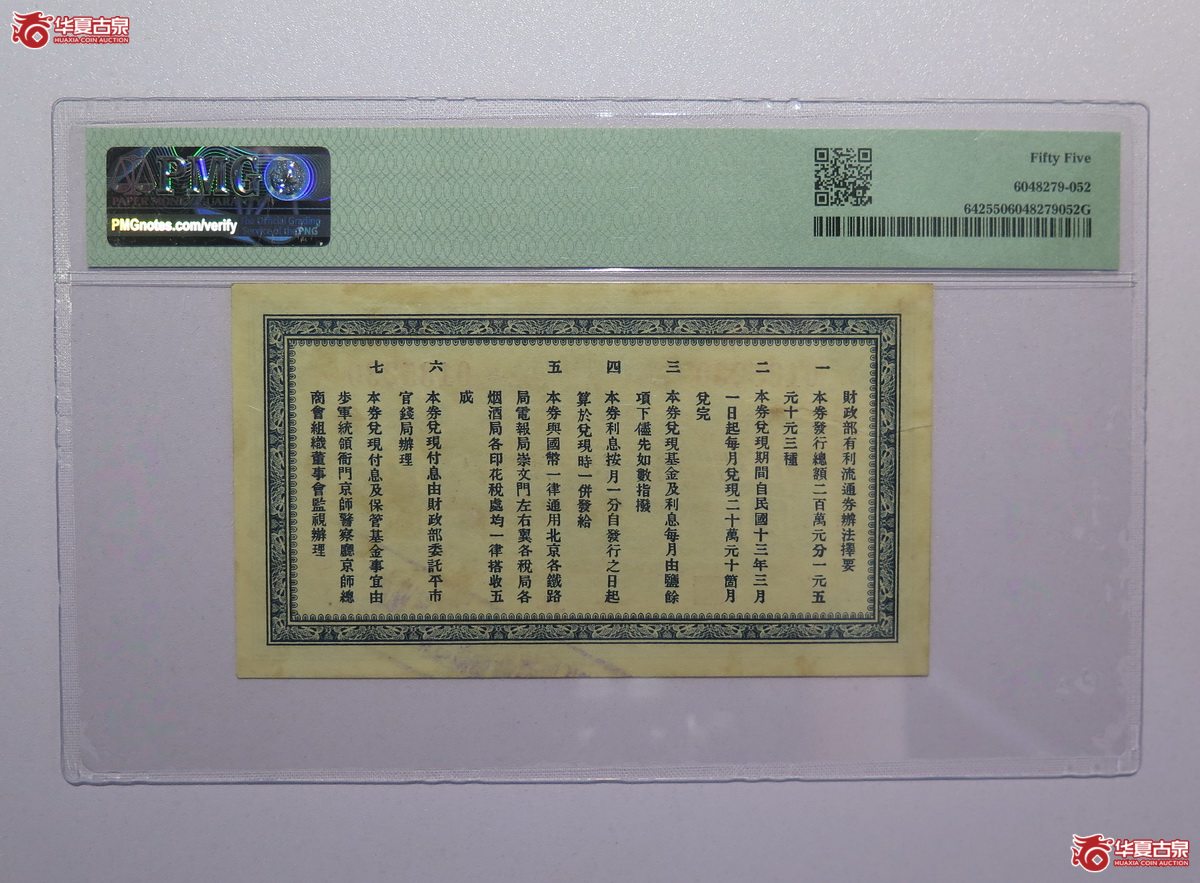 华夏古泉
HUAXIA COIN AUCTION
PMG
PAPER MONEY GUARANTY
PMGnotes.com/verify
The Official Grading
Service of the PNG
Fifty Five
6048279-052
6425506048279052G
財政部有利流通券辦法擇要
一 本券發行總額二百萬元分一元五
元十元三種
二 本券兌現期間自民國十三年三月
一日起每月兌現二十萬元十箇月
兌完
三 本券兌現基金及利息每月由鹽餘
項下儘先如數指撥
四 本券利息按月一分自發行之日起
算於兌現時一併發給
五 本券與國幣一律通用北京各鐵路
局電報局崇文門左右翼各稅局各
烟酒局各印花稅處均一律搭收五
成
六 本券兌現付息由財政部委託平市
官錢局辦理
七 本券兌現付息及保管基金事宜由
步軍統領衙門京師警察廳京師總
商會組織董事會監視辦理
华夏古泉
HUAXIA COIN AUCTION